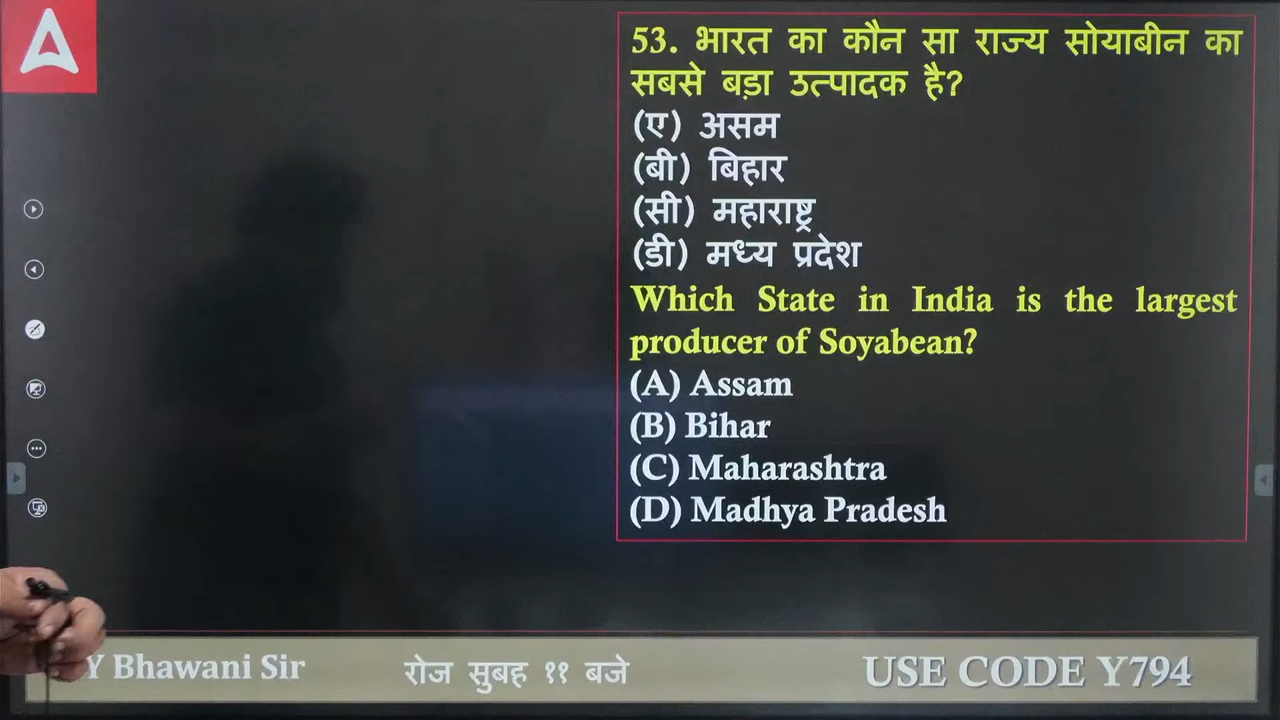 53. भारत का कौन सा राज्य सोयाबीन का
सबसे बड़ा उत्पादक है?
(ए) असम
(बी) बिहार
(सी) महाराष्ट्र
(डी) मध्य प्रदेश
Which State in India is the largest
producer of Soyabean?
(A) Assam
(B) Bihar
(C) Maharashtra
(D) Madhya Pradesh
Y Bhawani Sir
रोज सुबह ११ बजे
USE CODE Y794